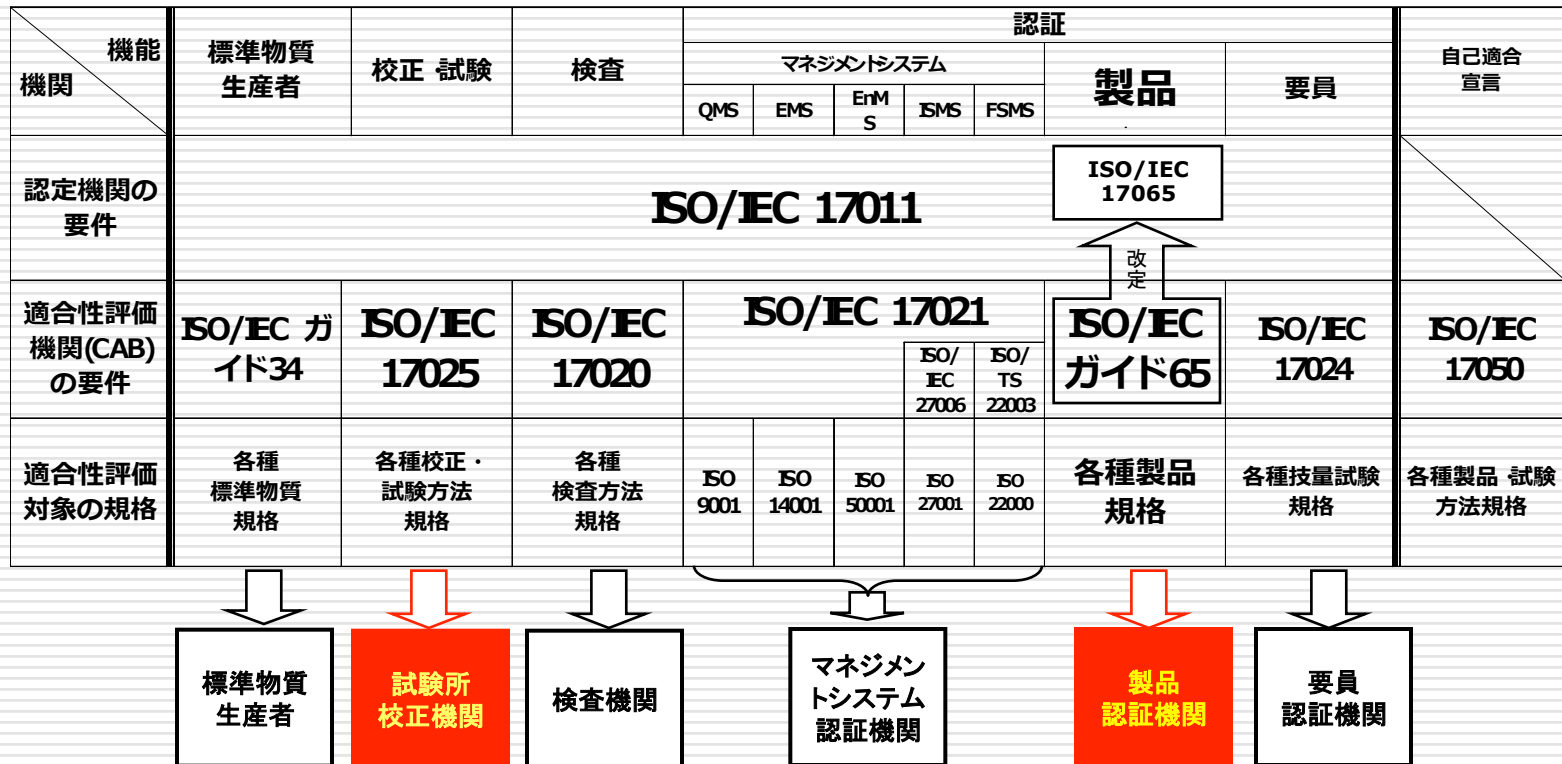 機能
機関
標準物質
生産者
校正・試験
検査
認証
マネジメントシステム
QMS
EMS
EnM
S
ISMS
FSMS
製品
要員
自己適合
宣言
認定機関の
要件
ISO/IEC 17011
ISO/IEC
17065
改
定
適合性評価
機関(CAB)
の要件
ISO/IEC ガ
イド34
ISO/IEC
17025
ISO/IEC
17020
ISO/IEC 17021
ISO/
IEC
27006
ISO/
TS
22003
ISO/IEC
ガイド65
ISO/IEC
17024
ISO/IEC
17050
適合性評価
対象の規格
各種
標準物質
規格
各種校正・
試験方法
規格
各種
検査方法
規格
ISO
9001
ISO
14001
ISO
50001
ISO
27001
ISO
22000
各種製品
規格
各種技量試験
規格
各種製品・試験
方法規格
標準物質
生産者
試験所
校正機関
検査機関
マネジメン
トシステム
認証機関
製品
認証機関
要員
認証機関